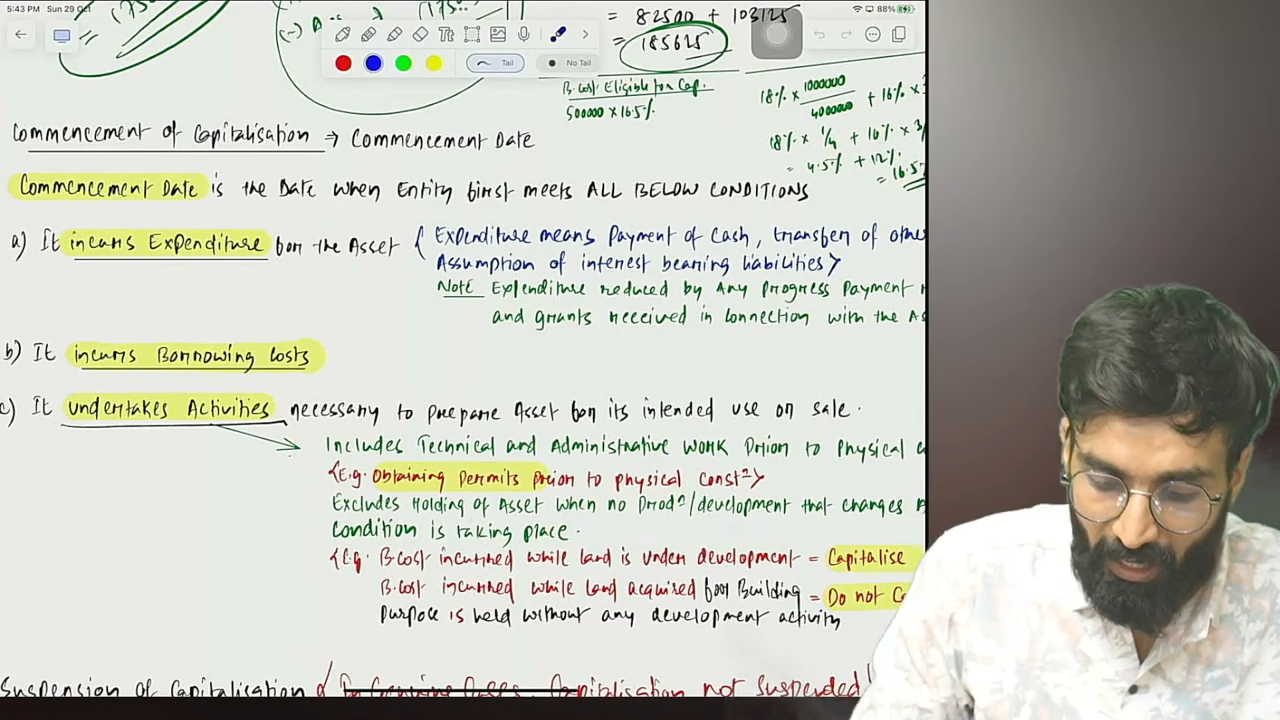 5:43 PM Sun 29 Oct
88%
= 82500 + 103125
= 185625
Tail
No Tail
B.cost Eligible for Cap.
500000 x 16.5%
18% x 1000000/4000000 + 16% x
18% x 1/4 + 16% x 3/
= 4.5% + 12%
= 16.5%
Commencement of Capitalisation → Commencement Date
Commencement Date is the Date when Entity first meets ALL BELOW CONDITIONS
a) It incurs Expenditure for the Asset { Expenditure means Payment of Cash, transfer of othe
Assumption of interest bearing liabilities}
Note Expenditure reduced by Any Progress Payment
and grants received in connection with the As
b) It incurs Borrowing Costs
c) It undertakes Activities necessary to prepare Asset for its intended use or sale.
Includes Technical and Administrative work Prior to Physical c
{E.g. Obtaining Permits prior to physical constn}
Excludes Holding of Asset when no Prodn/development that changes
Condition is taking place.
{Eg. B.Cost incurred while land is under development = Capitalise
B.cost incurred while land acquired for Building = Do not C
Purpose is held without any development activity
Suspension of Capitalisation { Capitalisation not suspended!